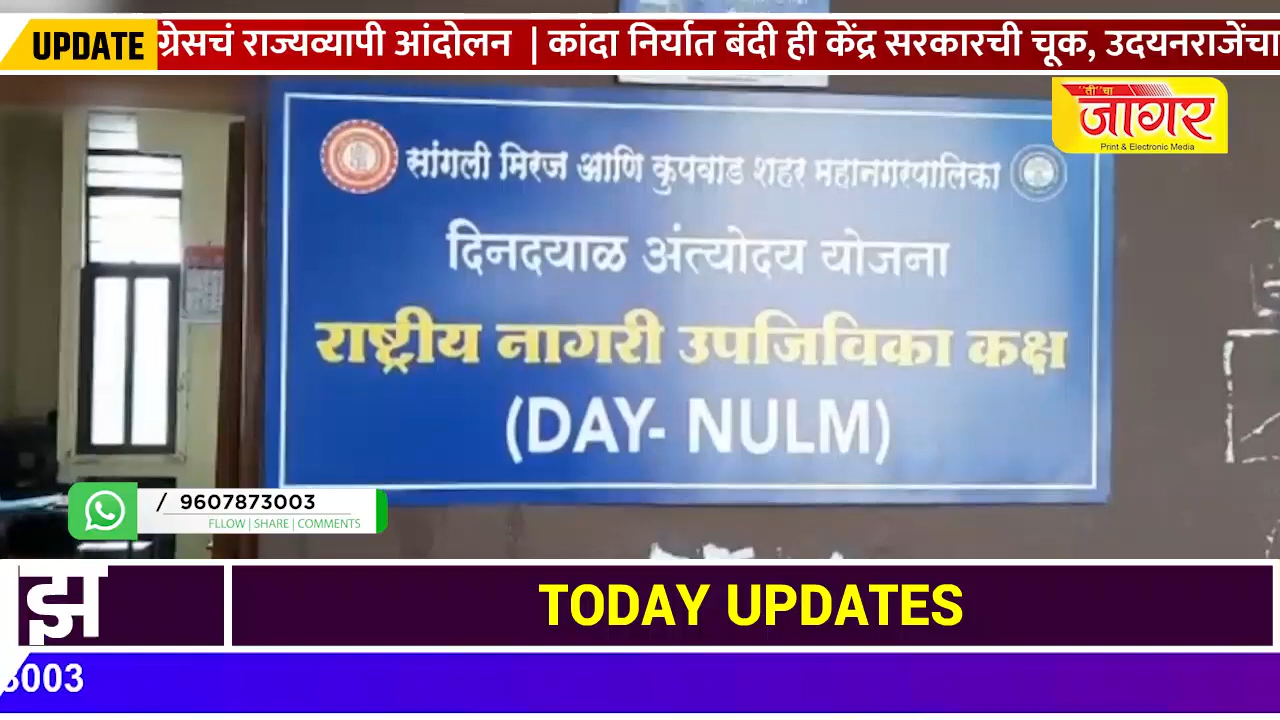 UPDATE
ग्रेसचं राज्यव्यापी आंदोलन | कांदा निर्यात बंदी ही केंद्र सरकारची चूक, उदयनराजेंचा
"ती"चा
जागर
Print & Electronic Media
सांगली मिरज आणि कुपवाड शहर महानगरपालिका
दिनदयाळ अंत्योदय योजना
राष्ट्रीय नागरी उपजिविका कक्ष
(DAY- NULM)
/ 9607873003
FLLOW | SHARE | COMMENTS
TODAY UPDATES
3003